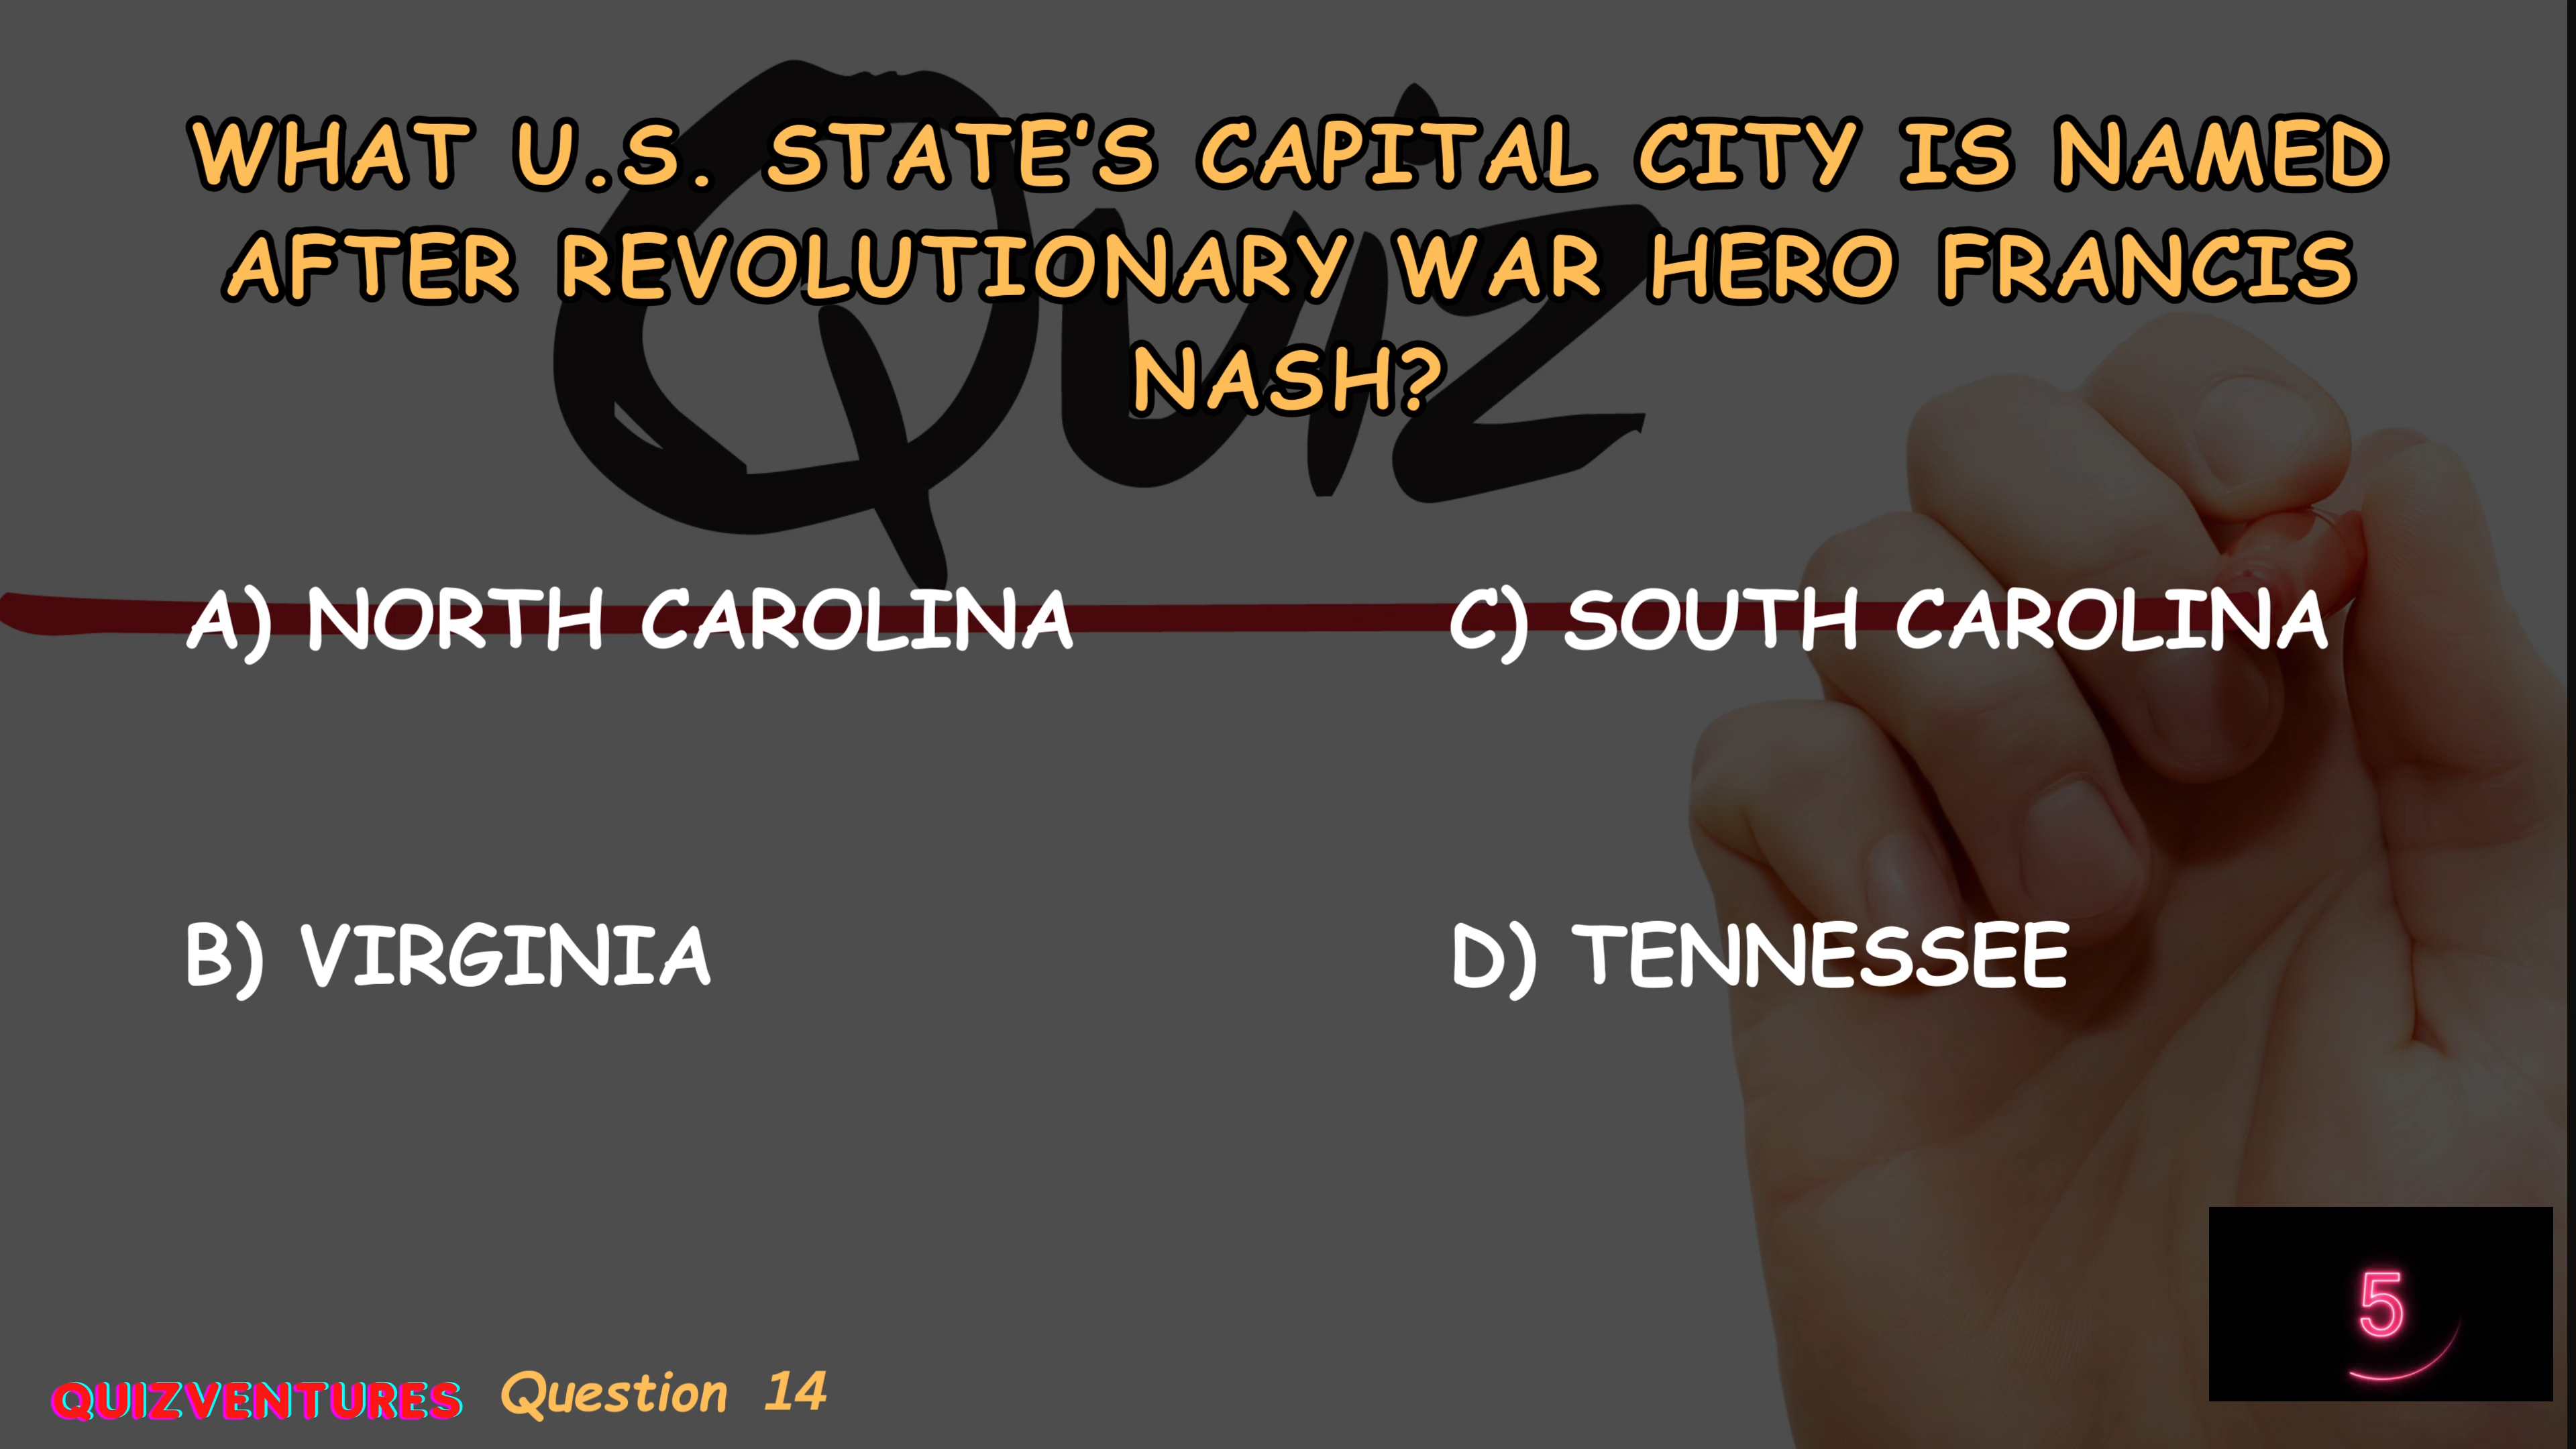 Quiz
WHAT U.S. STATE'S CAPITAL CITY IS NAMED
AFTER REVOLUTIONARY WAR HERO FRANCIS
NASH?
A) NORTH CAROLINA
C) SOUTH CAROLINA
B) VIRGINIA
D) TENNESSEE
5
QUIZVENTURES Question 14